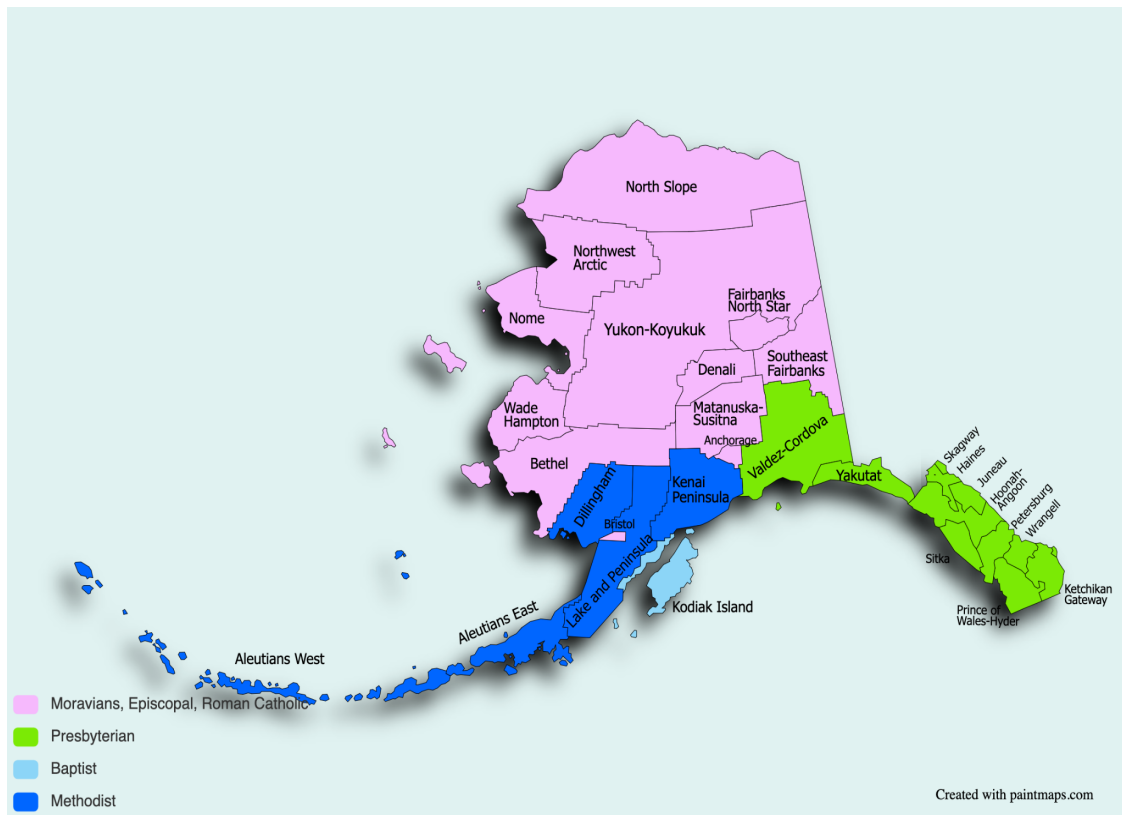 North Slope
Northwest
Arctic
Nome
Fairbanks
North Star
Yukon-Koyukuk
Denali
Southeast
Fairbanks
Wade
Hampton
Matanuska-
Susitna
Anchorage
Bethel
Valdez-Cordova
Dillingham
Kenai
Peninsula
Bristol
Yakutat
Skagway
Haines
Juneau
Hoonah-
Angoon
Petersburg
Wrangell
Sitka
Ketchikan
Gateway
Prince of
Wales-Hyder
Lake and Peninsula
Kodiak Island
Aleutians East
Aleutians West
Moravians, Episcopal, Roman Catholic
Presbyterian
Baptist
Methodist
Created with paintmaps.com